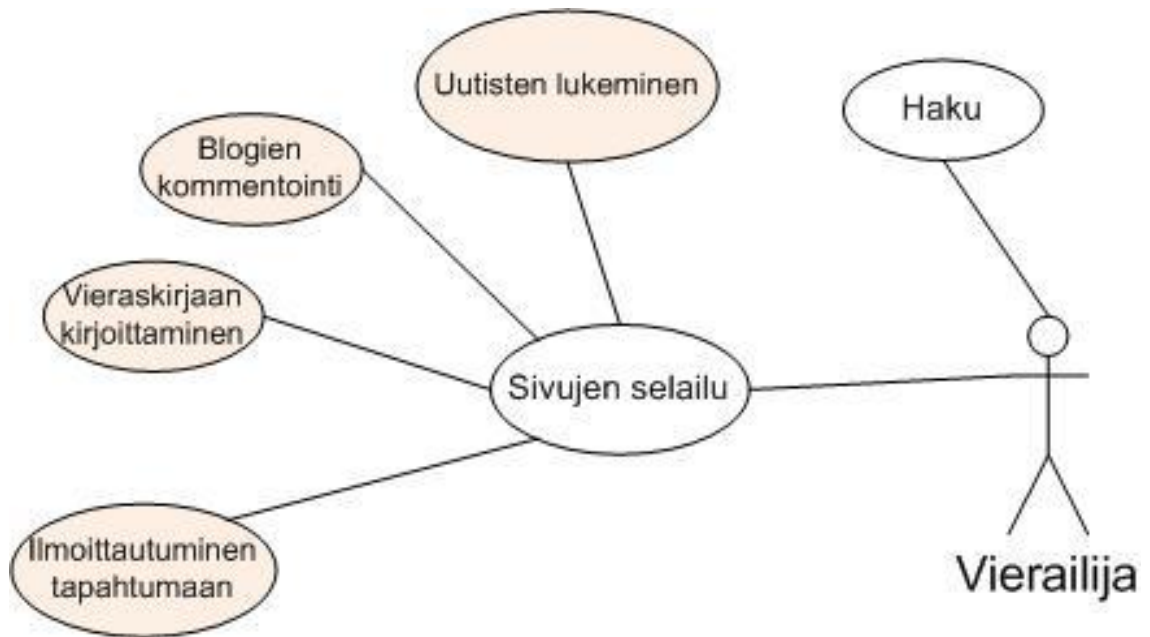 Uutisten lukeminen
Haku
Blogien
kommentointi
Vieraskirjaan
kirjoittaminen
Sivujen selailu
Ilmoittautuminen
tapahtumaan
Vierailija